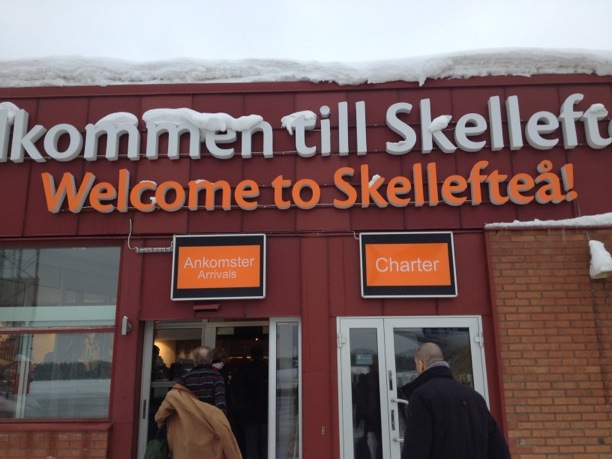 lkommen till Skelleft
Welcome to Skellefteå!
Ankomster
Arrivals
Charter